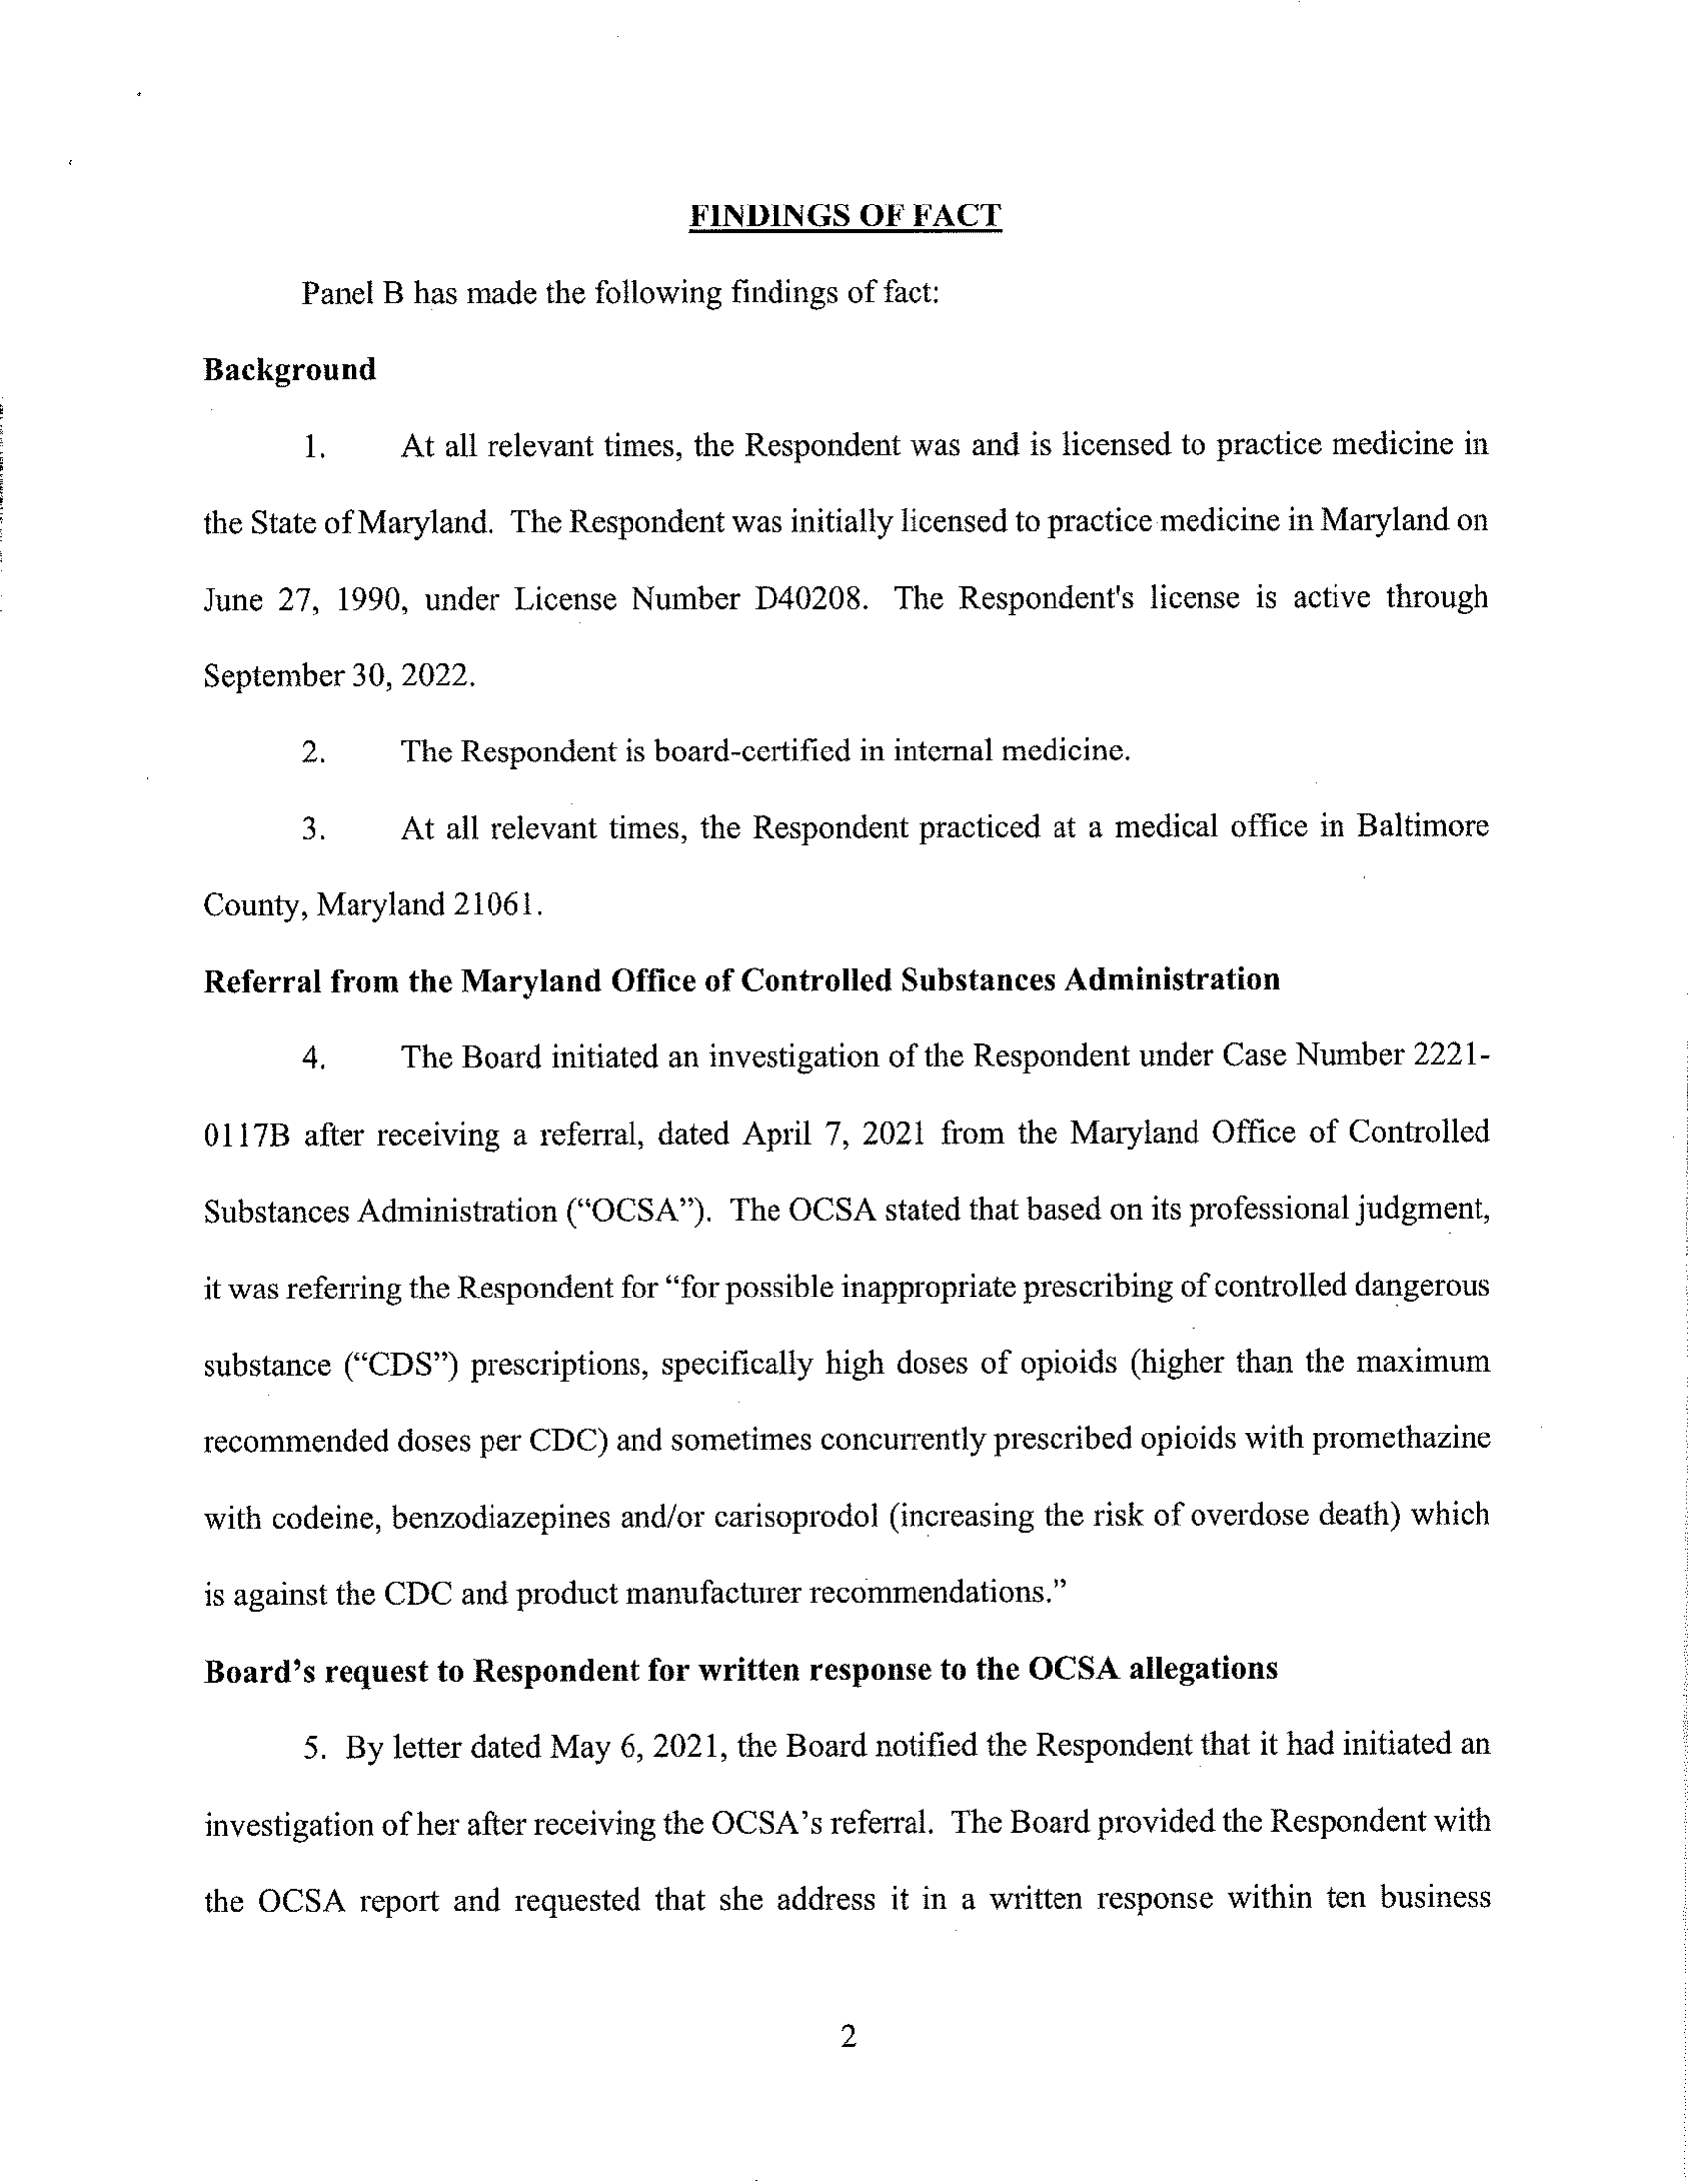 FINDINGS OF FACT
Panel B has made the following findings of fact:
Background
1. At all relevant times, the Respondent was and is licensed to practice medicine in
the State of Maryland. The Respondent was initially licensed to practice medicine in Maryland on
June 27, 1990, under License Number D40208. The Respondent's license is active through
September 30, 2022.
2. The Respondent is board-certified in internal medicine.
3. At all relevant times, the Respondent practiced at a medical office in Baltimore
County, Maryland 21061.
Referral from the Maryland Office of Controlled Substances Administration
4. The Board initiated an investigation of the Respondent under Case Number 2221-
0117B after receiving a referral, dated April 7, 2021 from the Maryland Office of Controlled
Substances Administration (“OCSA”). The OCSA stated that based on its professional judgment,
it was referring the Respondent for “for possible inappropriate prescribing of controlled dangerous
substance (“CDS”) prescriptions, specifically high doses of opioids (higher than the maximum
recommended doses per CDC) and sometimes concurrently prescribed opioids with promethazine
with codeine, benzodiazepines and/or carisoprodol (increasing the risk of overdose death) which
is against the CDC and product manufacturer recommendations.”
Board’s request to Respondent for written response to the OCSA allegations
5. By letter dated May 6, 2021, the Board notified the Respondent that it had initiated an
investigation of her after receiving the OCSA’s referral. The Board provided the Respondent with
the OCSA report and requested that she address it in a written response within ten business
2